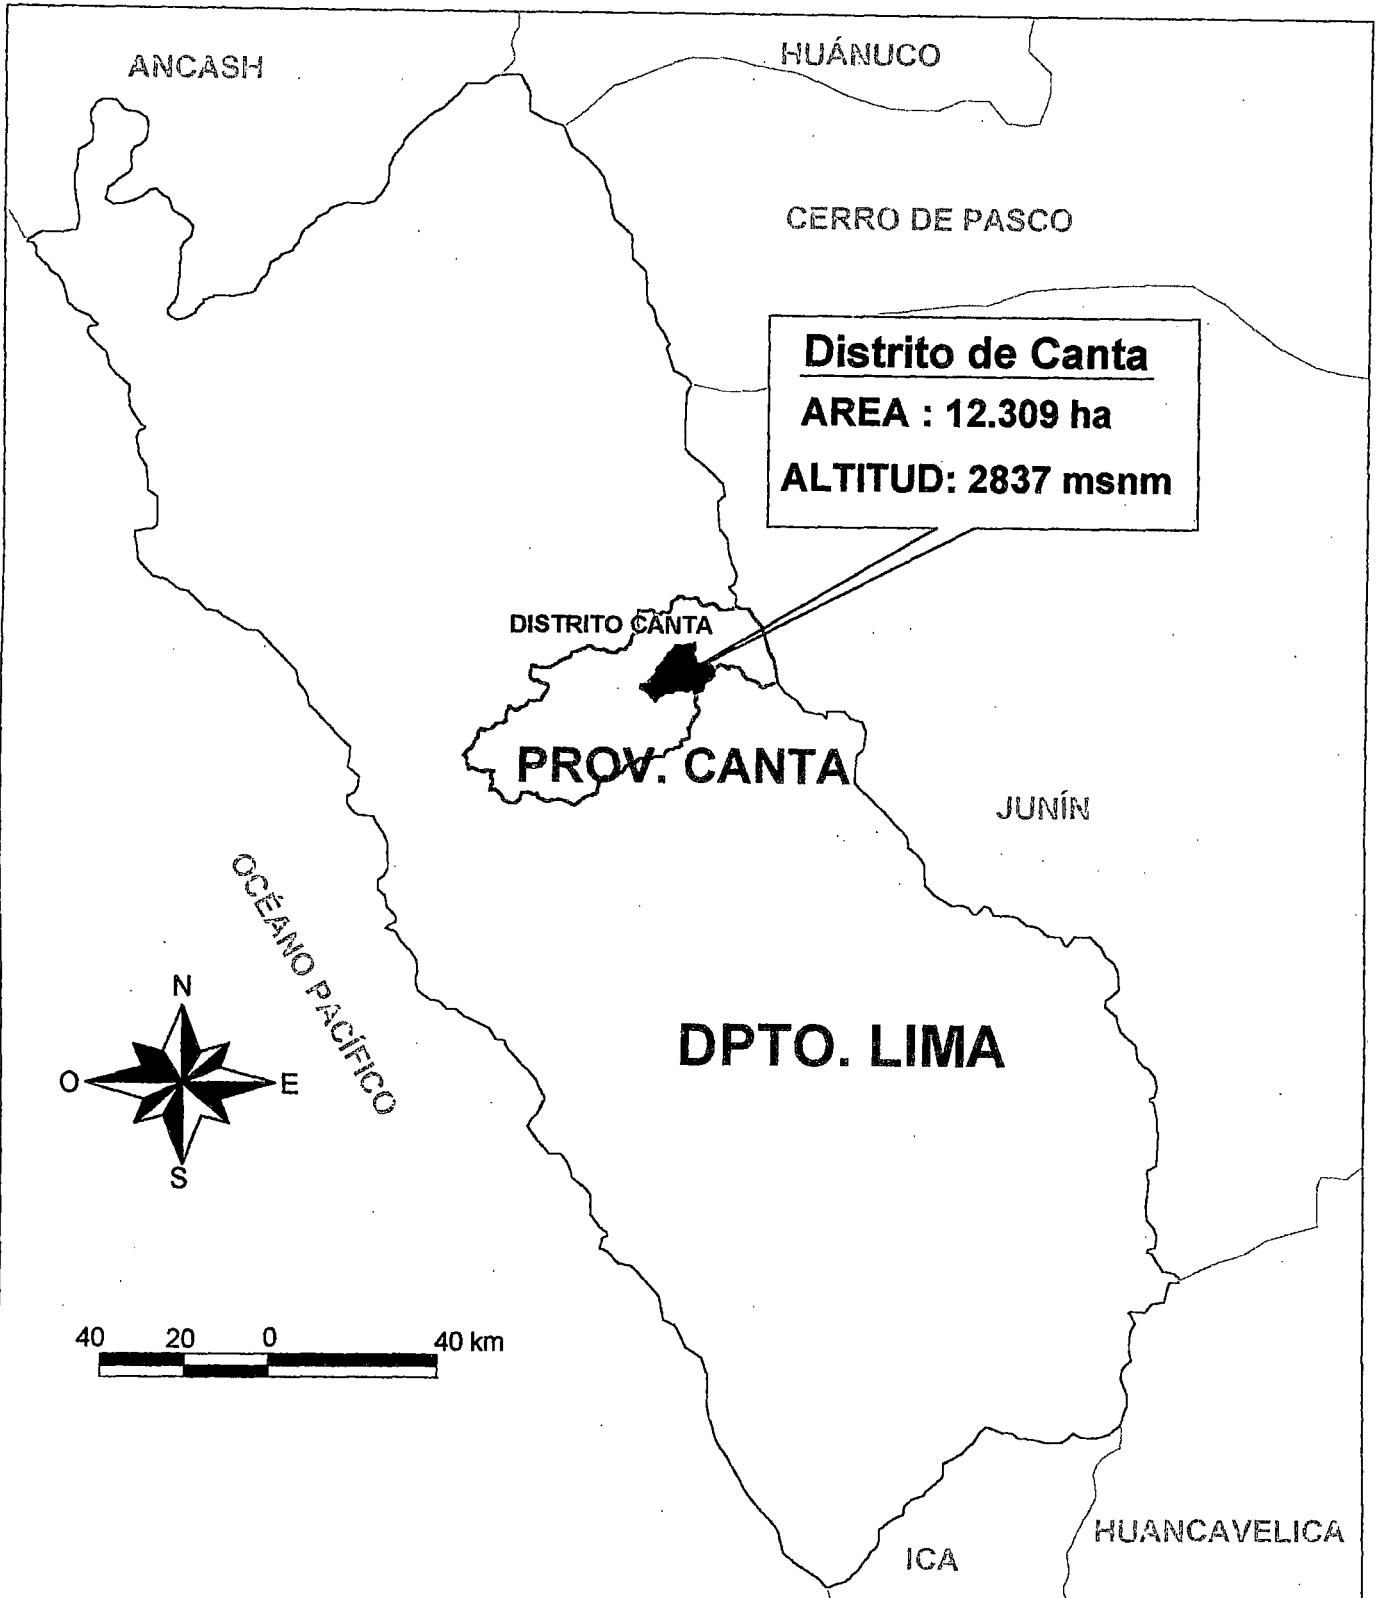 ANCASH
HUÁNUCO
CERRO DE PASCO
Distrito de Canta
AREA : 12.309 ha
ALTITUD: 2837 msnm
DISTRITO CANTA
PROV. CANTA
JUNÍN
OCÉANO PACÍFICO
N
O
E
S
DPTO. LIMA
40 20 0 40 km
HUANCAVELICA
ICA